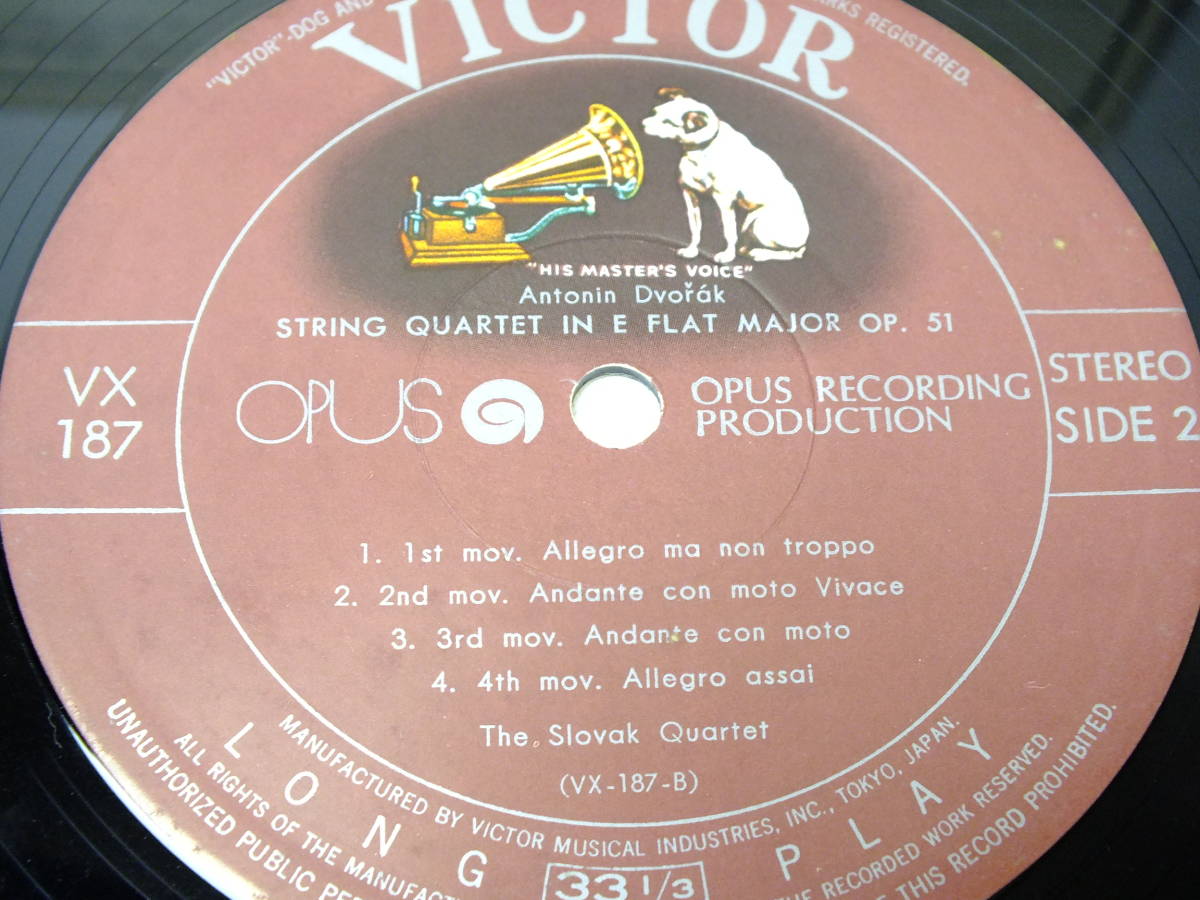 "VICTOR"-DOG AND
MARKS REGISTERED.
VICTOR
"HIS MASTER'S VOICE"
Antonin Dvořák
STRING QUARTET IN E FLAT MAJOR OP. 51
VX
187
OPUS
OPUS RECORDING
PRODUCTION
STEREO
SIDE 2
1. 1st mov. Allegro ma non troppo
2. 2nd mov. Andante con moto Vivace
3. 3rd mov. Andante con moto
4. 4th mov. Allegro assai
The Slovak Quartet
(VX-187-B)
MANUFACTURED BY VICTOR MUSICAL INDUSTRIES, INC., TOKYO, JAPAN.
LONG PLAY
33 1/3
ALL RIGHTS OF THE
THE RECORDED WORK RESERVED.
UNAUTHORIZED PUBLIC
THIS RECORD PROHIBITED.